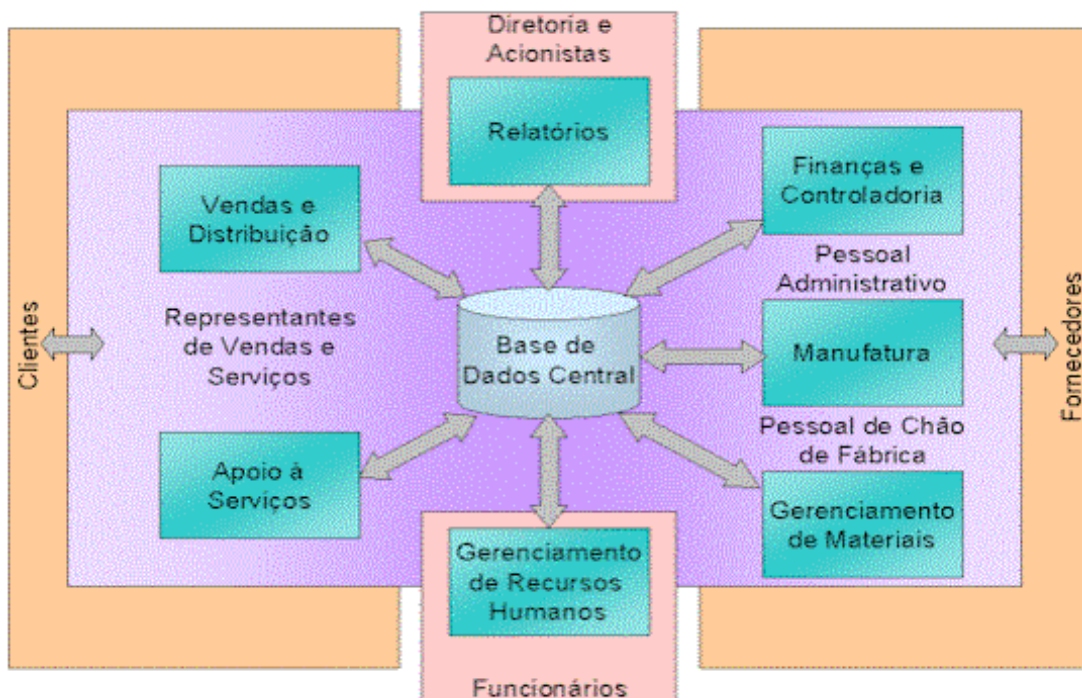 Diretoria e
Acionistas
Relatórios
Vendas e
Distribuição
Finanças e
Controladoria
Pessoal
Administrativo
Clientes
Representantes
de Vendas e
Serviços
Base de
Dados Central
Manufatura
Fornecedores
Pessoal de Chão
de Fábrica
Apoio à
Serviços
Gerenciamento
de Recursos
Humanos
Gerenciamento
de Materiais
Funcionários